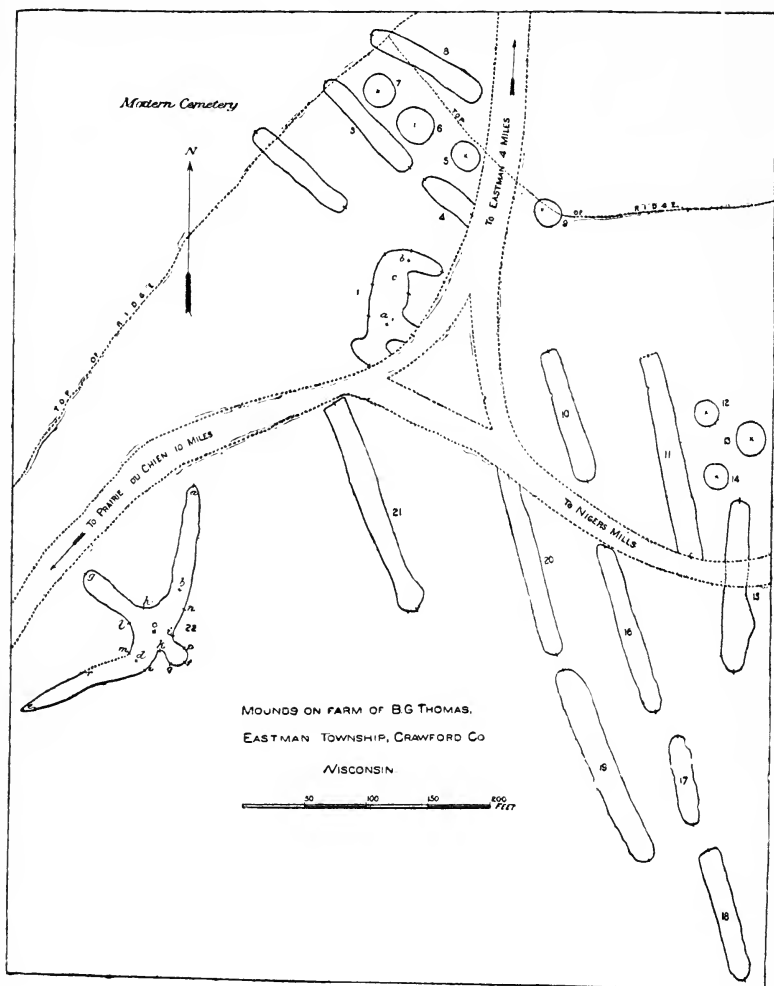 8
Modern Cemetery
7
TOP
3
6
5
N
TO EASTMAN 4 MILES
4
9
OF
RIDGE
b
c
1
a
TOP OF RIDGE
12
10
13
11
14
TO PRAIRIE DU CHIEN 10 MILES
TO NIGERS MILLS
21
a
20
15
g
h
b
n
16
22
l
o
i
m
k
p
d
MOUNDS ON FARM OF B.G THOMAS,
EASTMAN TOWNSHIP, CRAWFORD CO
WISCONSIN
19
17
50 100 150 200
FEET
18